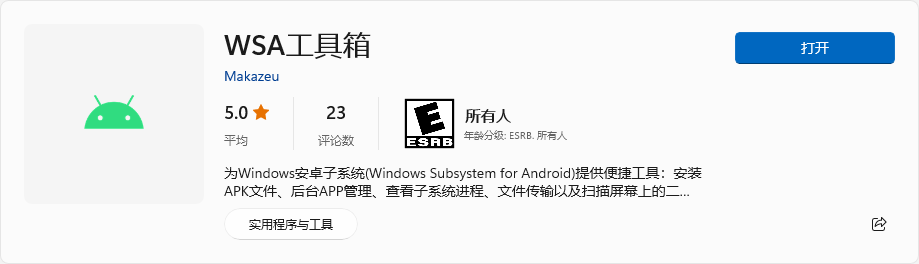 WSA工具箱
Makazeu
打开
5.0
平均
23
评论数
E
ESRB
所有人
年龄分级: ESRB. 所有人
为Windows安卓子系统(Windows Subsystem for Android)提供便捷工具：安装
APK文件、后台APP管理、查看子系统进程、文件传输以及扫描屏幕上的二...
实用程序与工具